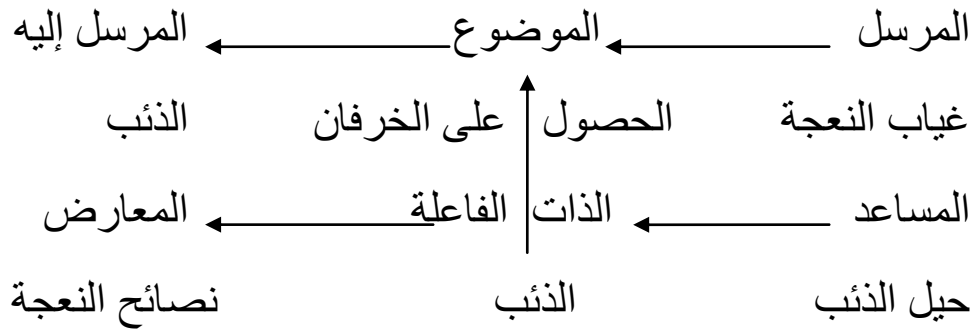 المرسل الموضوع المرسل إليه
غياب النعجة الحصول على الخرفان الذئب
المساعد الذات الفاعلة المعارض
حيل الذئب الذئب نصائح النعجة